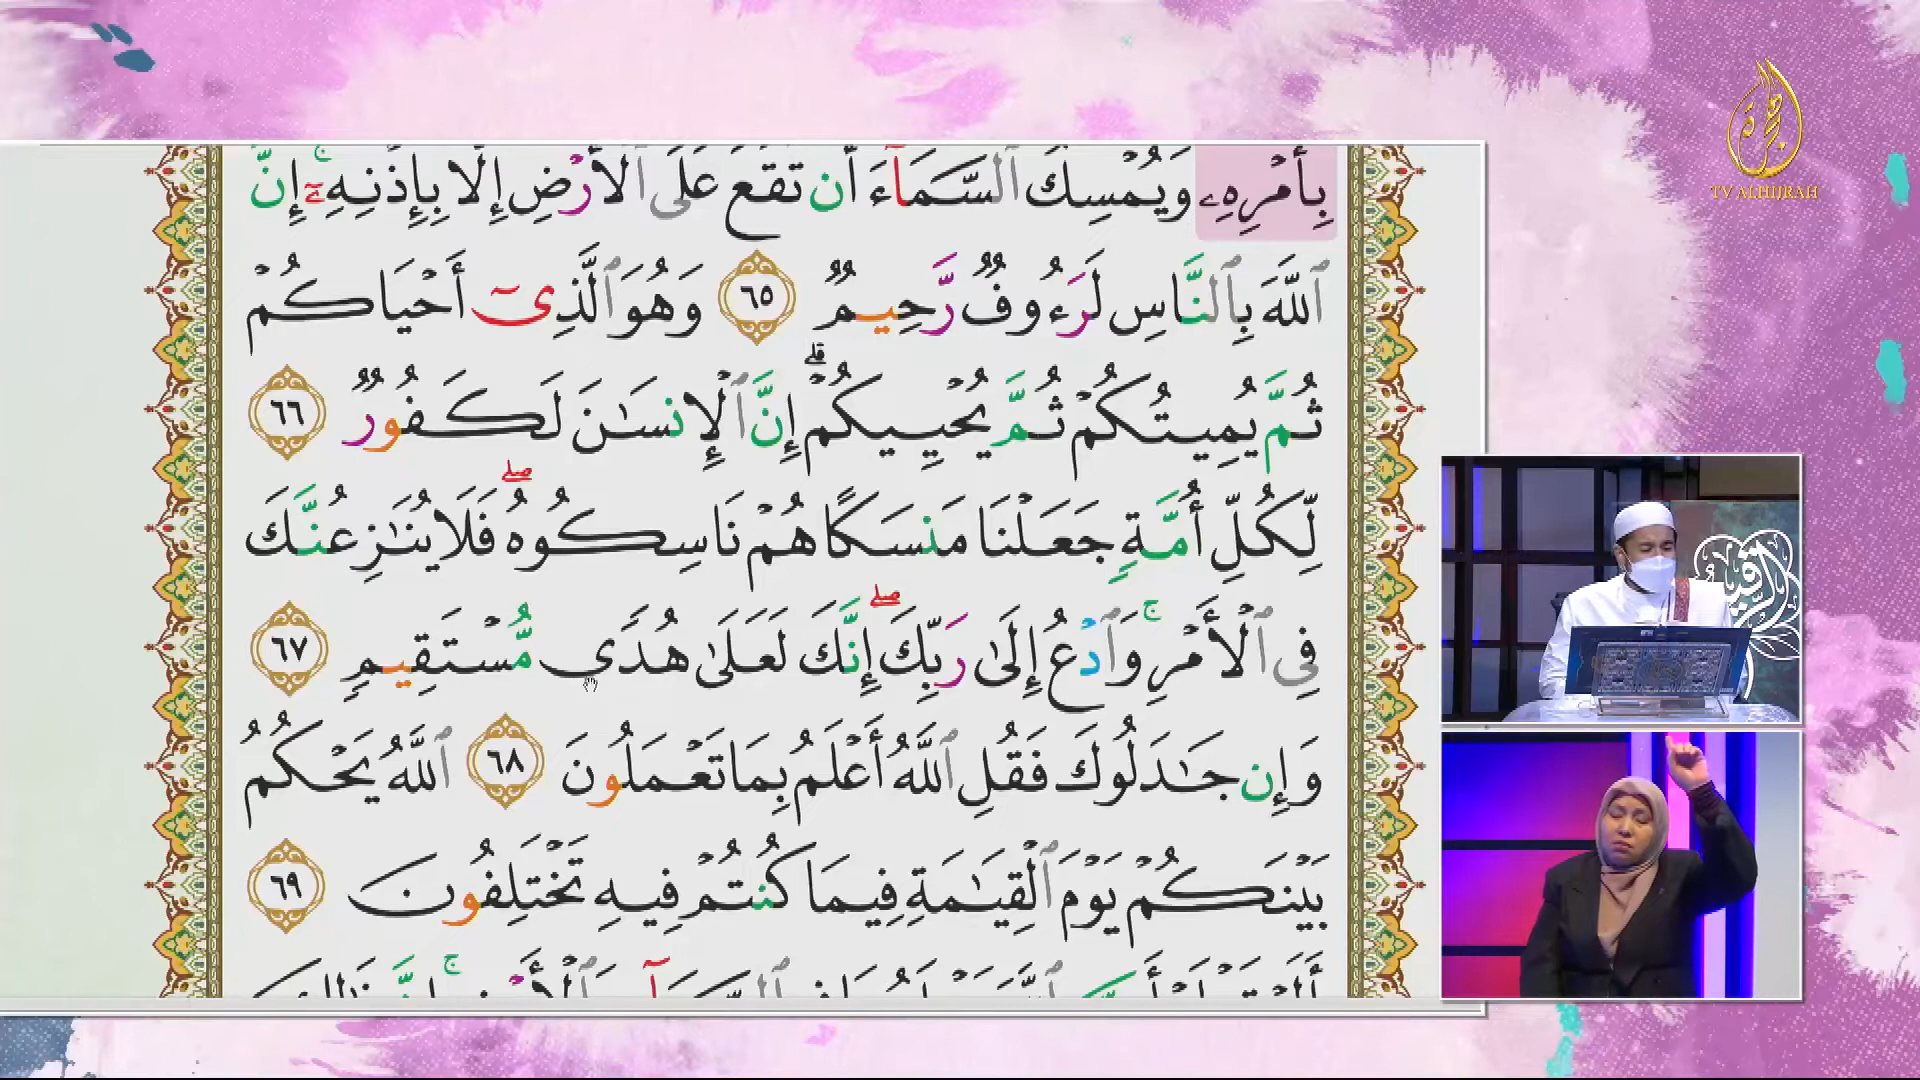 بِأَمْرِهِۦ وَيُمْسِكُ ٱلسَّمَآءَ أَن تَقَعَ عَلَى ٱلْأَرْضِ إِلَّا بِإِذْنِهِۦٓ ۚ إِنَّ
ٱللَّهَ بِٱلنَّاسِ لَرَءُوفٌ رَّحِيمٌ ٦٥ وَهُوَ ٱلَّذِىٓ أَحْيَاكُمْ
ثُمَّ يُمِيتُكُمْ ثُمَّ يُحْيِيكُمْ ۗ إِنَّ ٱلْإِنسَٰنَ لَكَفُورٌ ٦٦
لِّكُلِّ أُمَّةٍ جَعَلْنَا مَنسَكًا هُمْ نَاسِكُوهُ ۖ فَلَا يُنَٰزِعُنَّكَ
فِى ٱلْأَمْرِ ۚ وَٱدْعُ إِلَىٰ رَبِّكَ ۖ إِنَّكَ لَعَلَىٰ هُدًى مُّسْتَقِيمٍ ٦٧
وَإِن جَٰدَلُوكَ فَقُلِ ٱللَّهُ أَعْلَمُ بِمَا تَعْمَلُونَ ٦٨ ٱللَّهُ يَحْكُمُ
بَيْنَكُمْ يَوْمَ ٱلْقِيَٰمَةِ فِيمَا كُنتُمْ فِيهِ تَخْتَلِفُونَ ٦٩
TV ALHIJRAH